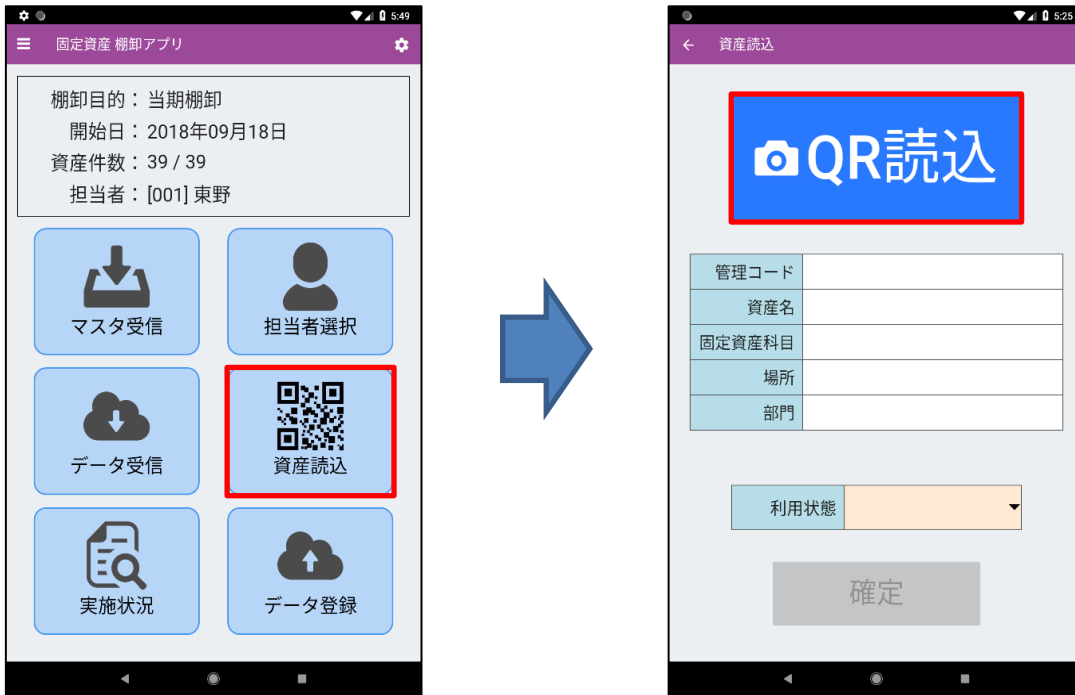 5:49
固定資産 棚卸アプリ
棚卸目的：当期棚卸
開始日：2018年09月18日
資産件数：39 / 39
担当者：[001] 東野
マスタ受信
担当者選択
データ受信
資産読込
実施状況
データ登録
5:25
資産読込
QR読込
管理コード
資産名
固定資産科目
場所
部門
利用状態
確定